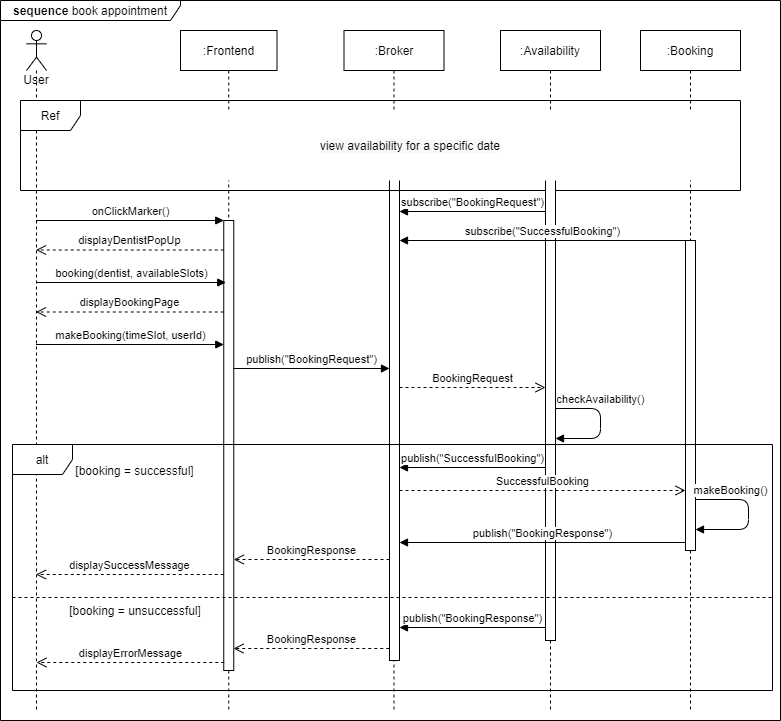 sequence book appointment
:Frontend
:Broker
:Availability
:Booking
User
Ref
view availability for a specific date
subscribe("BookingRequest")
onClickMarker()
subscribe("SuccessfulBooking")
displayDentistPopUp
booking(dentist, availableSlots)
displayBookingPage
makeBooking(timeSlot, userId)
publish("BookingRequest")
BookingRequest
checkAvailability()
alt
[booking = successful]
publish("SuccessfulBooking")
SuccessfulBooking
makeBooking()
publish("BookingResponse")
BookingResponse
displaySuccessMessage
[booking = unsuccessful]
publish("BookingResponse")
BookingResponse
displayErrorMessage